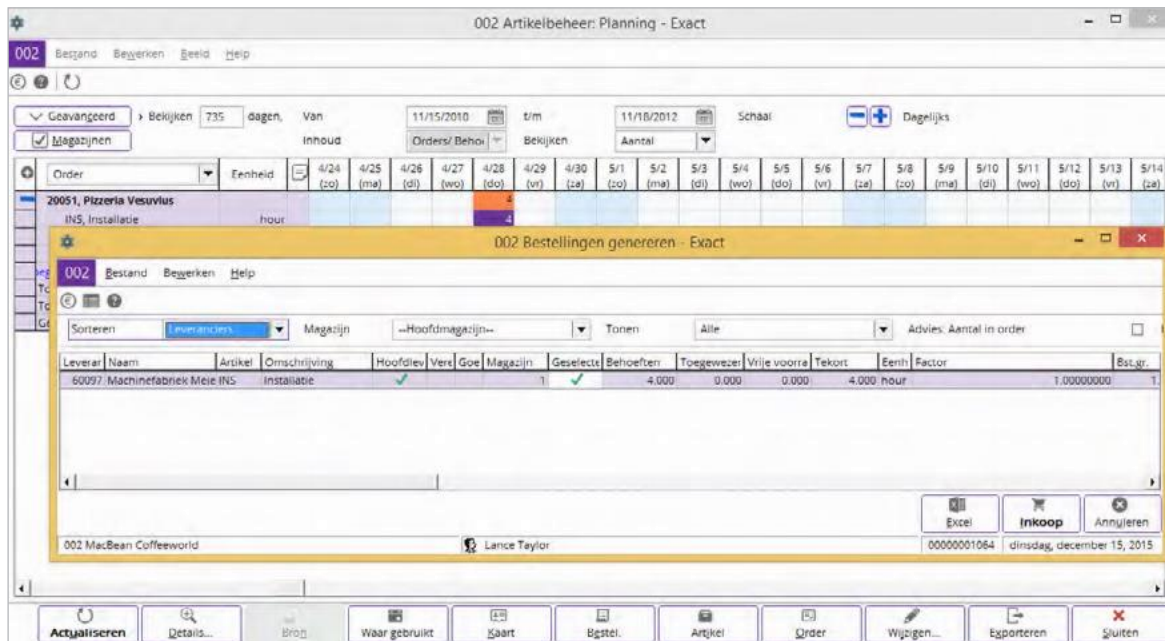 002 Artikelbeheer: Planning - Exact
002 Bestand Bewerken Beeld Help
Geavanceerd Bekijken 735 dagen, Van 11/15/2010 t/m 11/18/2012 Schaal Dagelijks
Magazijnen Inhoud Orders/ Behoe Bekijken Aantal
Order Eenheid 4/24 4/25 4/26 4/27 4/28 4/29 4/30 5/1 5/2 5/3 5/4 5/5 5/6 5/7 5/8 5/9 5/10 5/11 5/12 5/13 5/14
(zo) (ma) (di) (wo) (do) (vr) (za) (zo) (ma) (di) (wo) (do) (vr) (za) (zo) (ma) (di) (wo) (do) (vr) (za)
20051, Pizzeria Vesuvius 4
INS, Installatie hour 4
002 Bestellingen genereren - Exact
002 Bestand Bewerken Help
Sorteren Leveranciers Magazijn --Hoofdmagazijn-- Tonen Alle Advies: Aantal in order
Leverar Naam Artikel Omschrijving Hoofdlev Vere Goe Magazijn Geselecte Behoeften Toegewezer Vrije voorra Tekort Eenh Factor Bst.gr.
60097 Machinefabriek Meie INS Installatie 1 4.000 0.000 0.000 4.000 hour 1.00000000 1.
Excel Inkoop Annuleren
002 MacBean Coffeeworld Lance Taylor 00000001064 dinsdag, december 15, 2015
Actualiseren Details... Bron Waar gebruikt Kaart Bestel. Artikel Order Wijzigen... Exporteren Sluiten